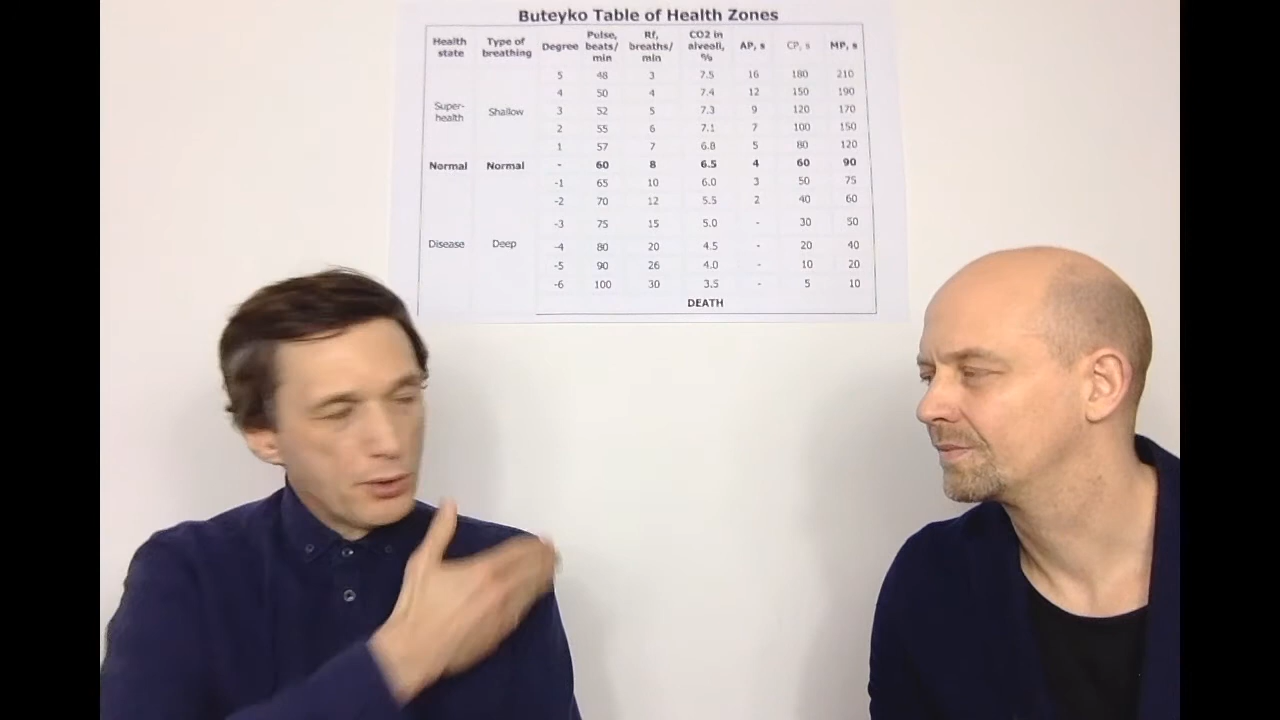 Buteyko Table of Health Zones
Health state Type of breathing Degree Pulse, beats/ min Rf, breaths/ min CO2 in alveoli, % AP, s CP, s MP, s
5 48 3 7.5 16 180 210
4 50 4 7.4 12 150 190
Super- health Shallow 3 52 5 7.3 9 120 170
2 55 6 7.1 7 100 150
1 57 7 6.8 5 80 120
Normal Normal - 60 8 6.5 4 60 90
-1 65 10 6.0 3 50 75
-2 70 12 5.5 2 40 60
-3 75 15 5.0 - 30 50
Disease Deep -4 80 20 4.5 - 20 40
-5 90 26 4.0 - 10 20
-6 100 30 3.5 - 5 10
DEATH